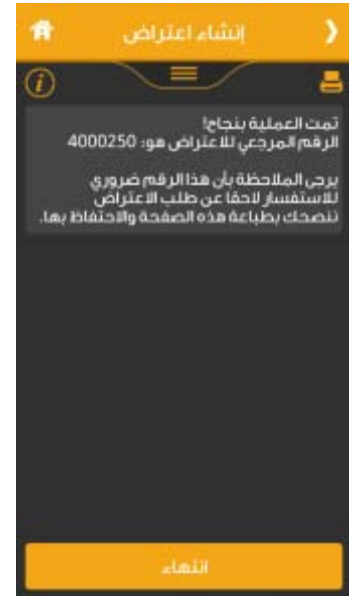 إنشاء اعتراض
تمت العملية بنجاح!
الرقم المرجعي للاعتراض هو: 4000250
يرجى الملاحظة بأن هذا الرقم ضروري
للاستفسار لاحقا عن طلب الاعتراض
ننصحك بطباعة هذه الصفحة والاحتفاظ بها.
انتهاء